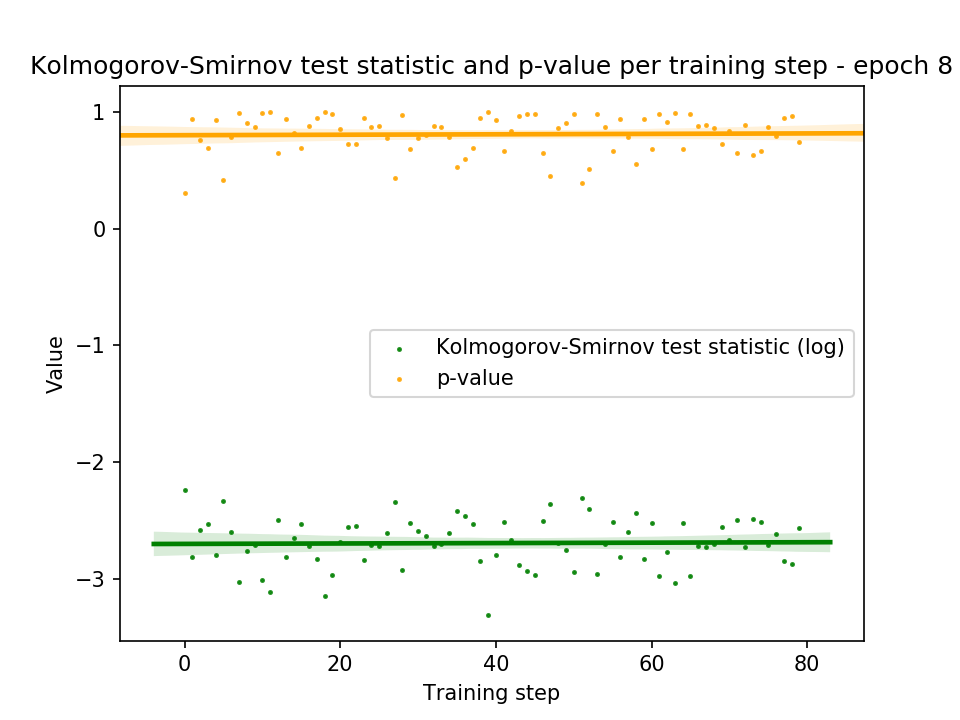 Kolmogorov-Smirnov test statistic and p-value per training step - epoch 8
1
0
−1
−2
−3
Value
Kolmogorov-Smirnov test statistic (log)
p-value
0 20 40 60 80
Training step